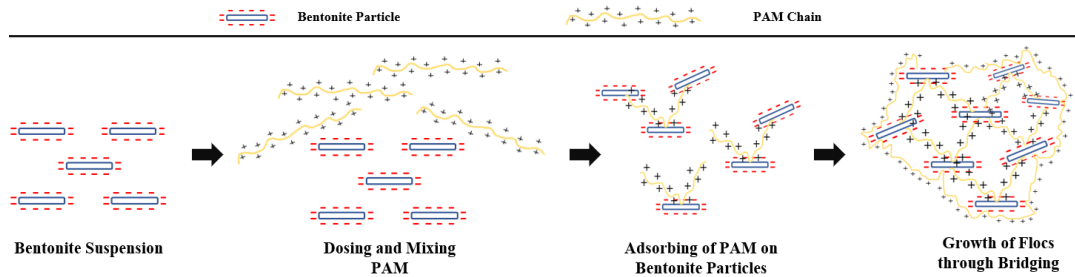 Bentonite Particle
PAM Chain
Bentonite Suspension
Dosing and Mixing
PAM
Adsorbing of PAM on
Bentonite Particles
Growth of Flocs
through Bridging